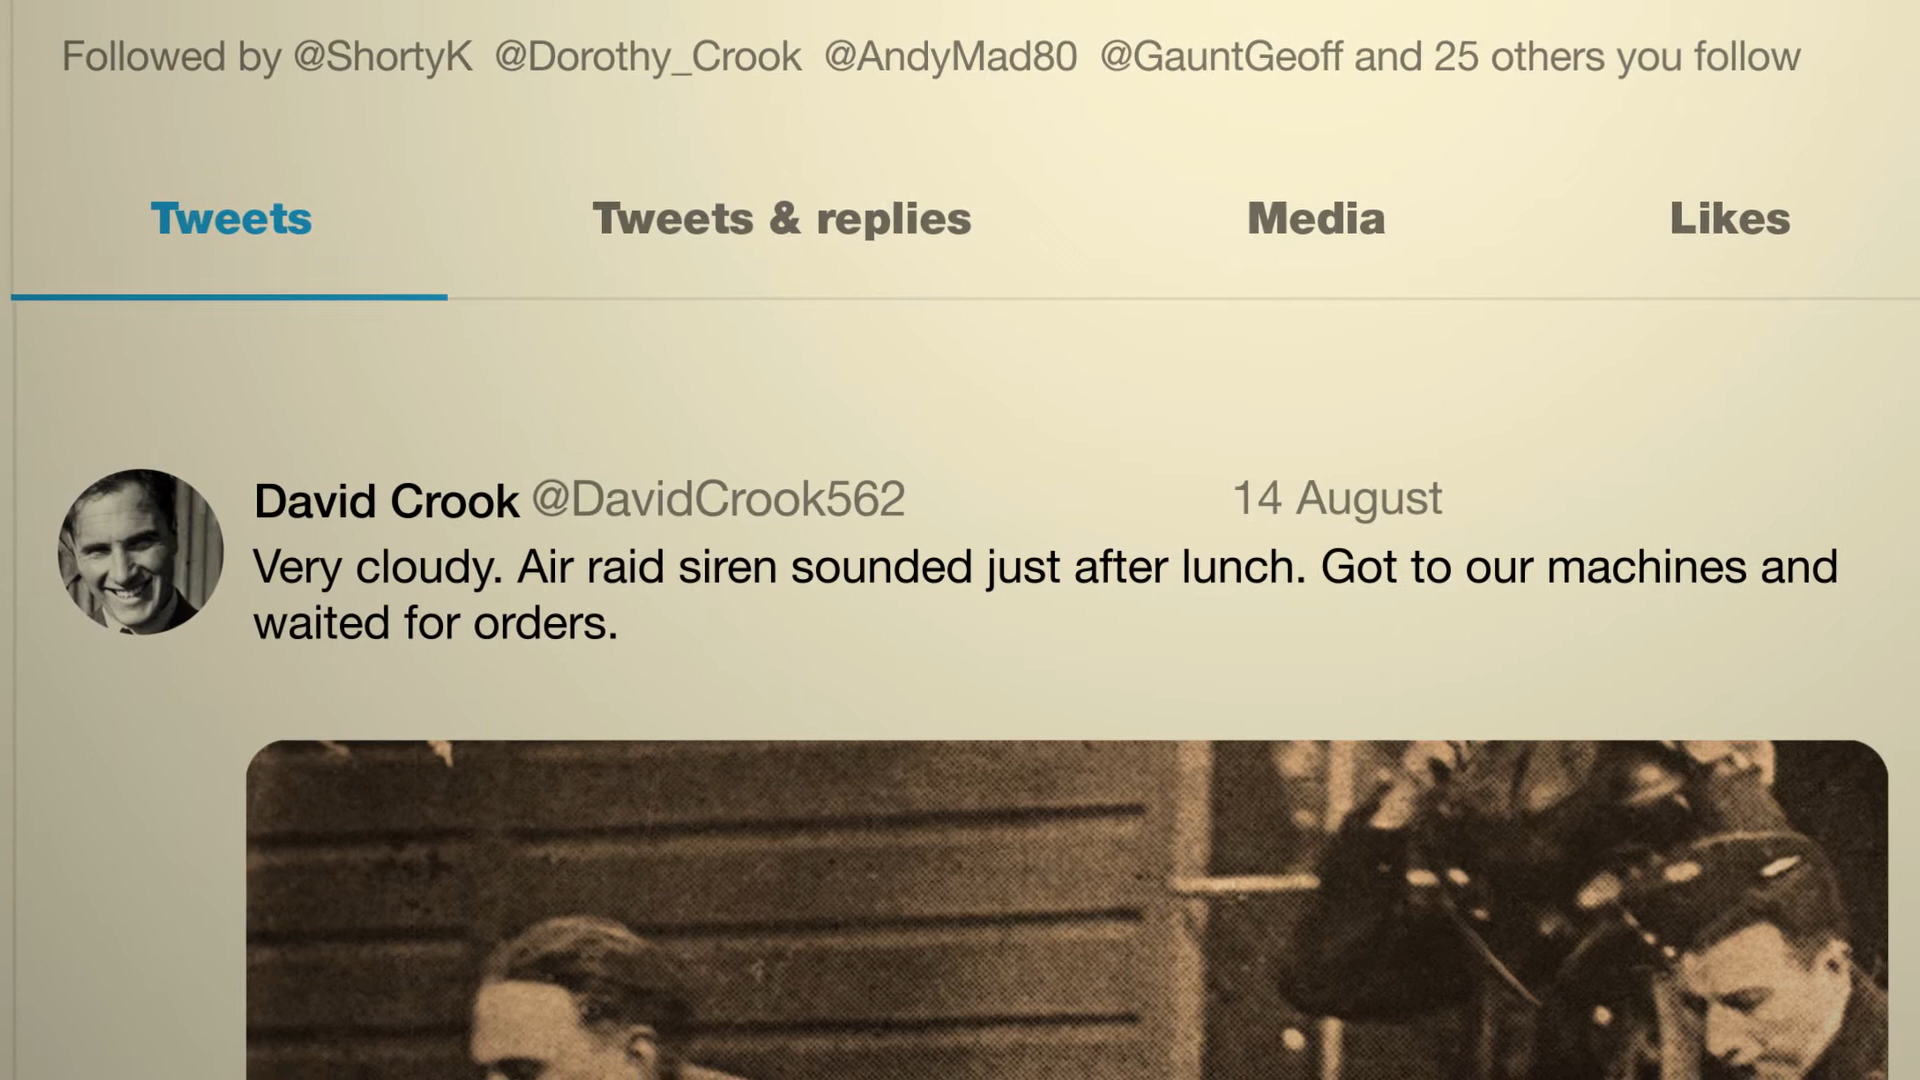 Followed by @ShortyK @Dorothy_Crook @AndyMad80 @GauntGeoff and 25 others you follow
Tweets Tweets & replies Media Likes
David Crook @DavidCrook562 14 August
Very cloudy. Air raid siren sounded just after lunch. Got to our machines and
waited for orders.